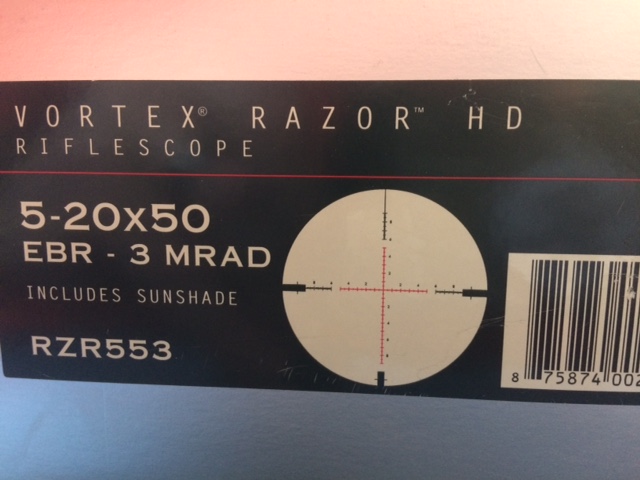 VORTEX® RAZOR™ HD
RIFLESCOPE
5-20x50
EBR - 3 MRAD
INCLUDES SUNSHADE
RZR553
8 75874 002